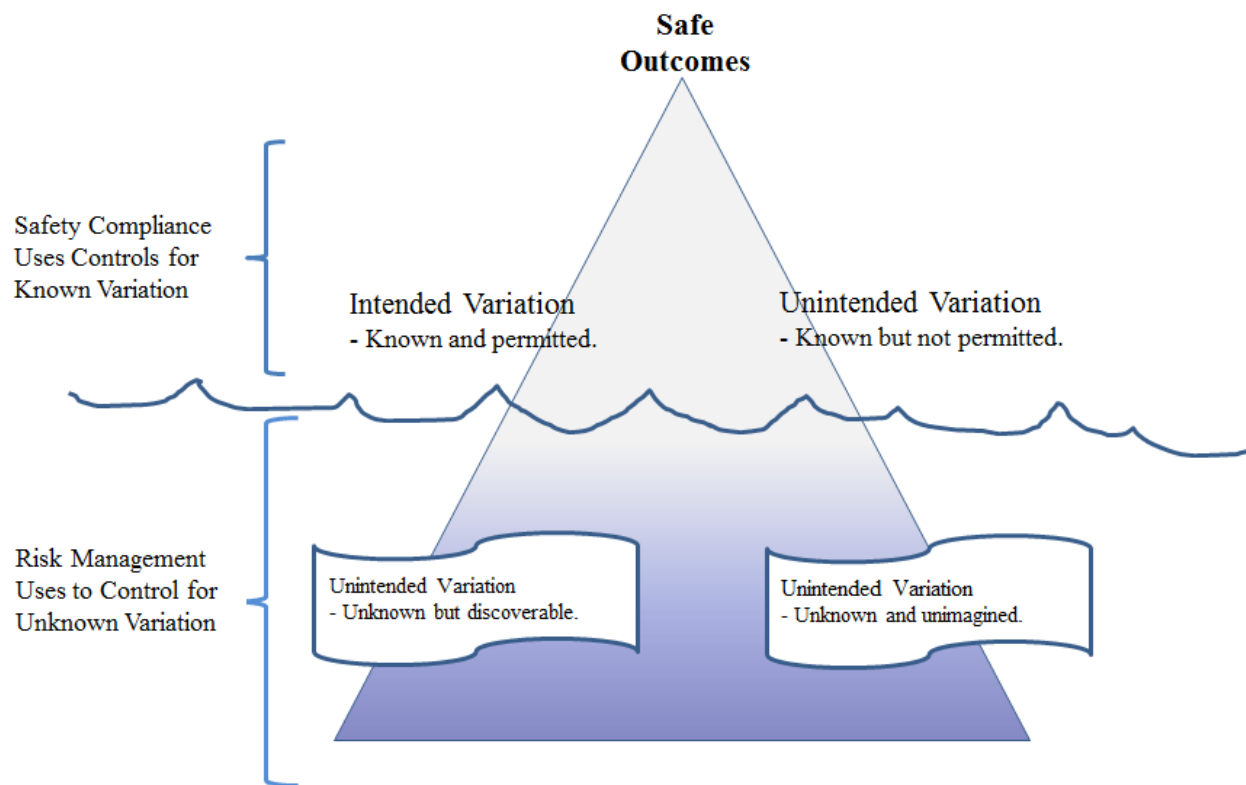 Safe
Outcomes
Safety Compliance
Uses Controls for
Known Variation
Intended Variation
- Known and permitted.
Unintended Variation
- Known but not permitted.
Risk Management
Uses to Control for
Unknown Variation
Unintended Variation
- Unknown but discoverable.
Unintended Variation
- Unknown and unimagined.